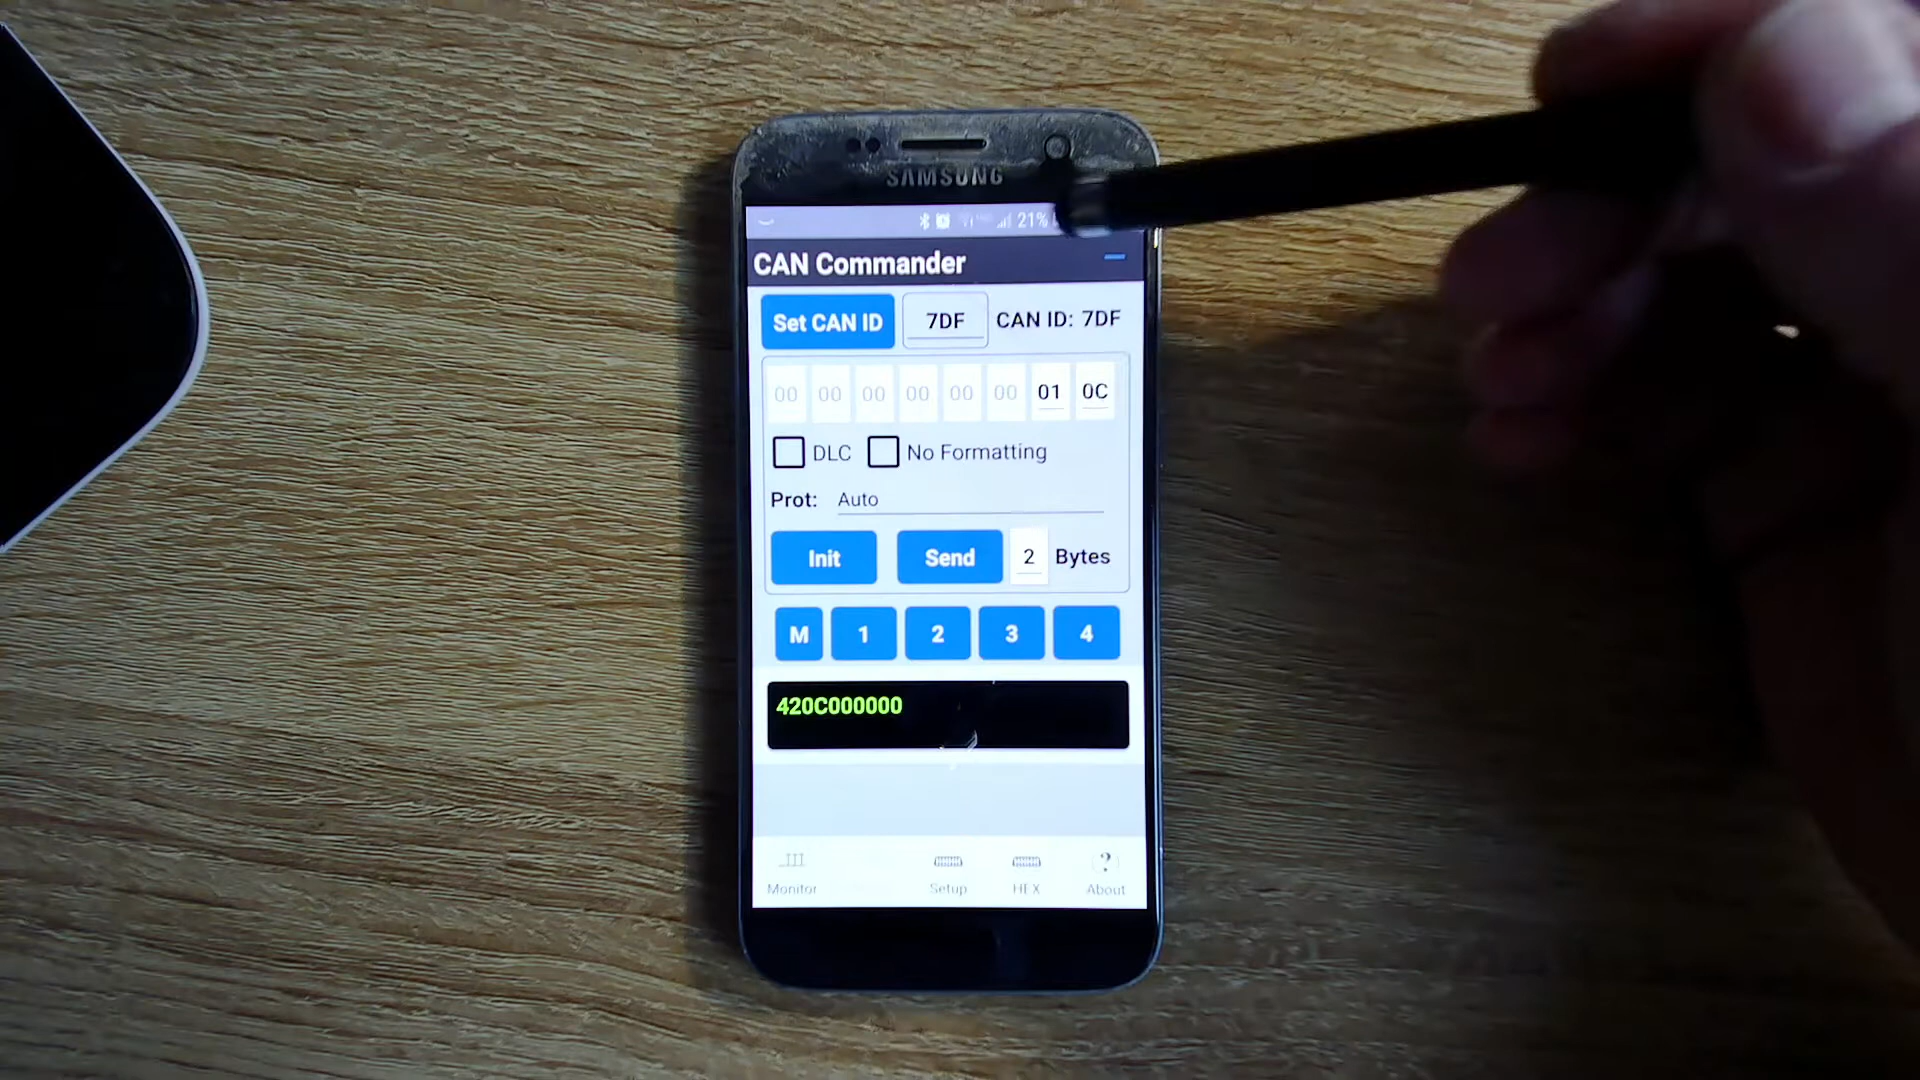 SAMSUNG
21%
CAN Commander
Set CAN ID 7DF CAN ID: 7DF
00 00 00 00 00 00 01 0C
DLC No Formatting
Prot: Auto
Init Send 2 Bytes
M 1 2 3 4
420C000000
Monitor Setup HEX About